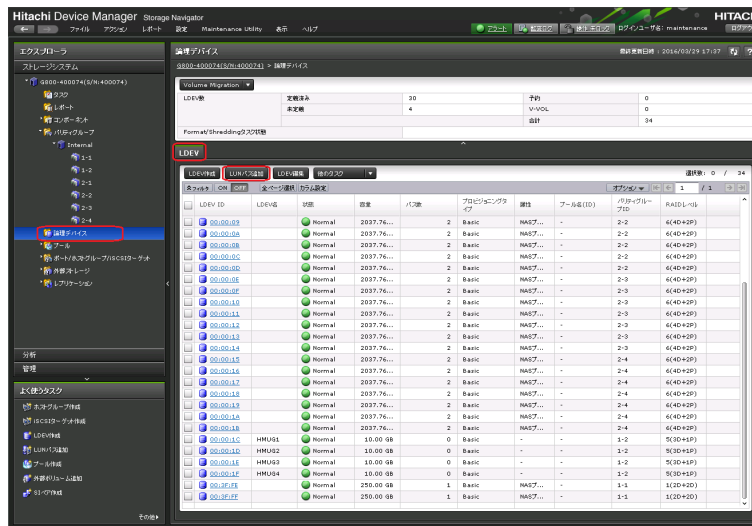 Hitachi Device Manager Storage Navigator
HITACHI
ファイル アクション レポート 設定 Maintenance Utility 表示 ヘルプ
アラート
ログインユーザ名: maintenance
ログアウ
エクスプローラ
ストレージシステム
G800-400074(S/N:400074)
タスク
レポート
コンポーネント
パリティグループ
Internal
1-1
1-2
2-1
2-2
2-3
2-4
論理デバイス
プール
ポート/ホストグループ/iSCSIターゲット
外部ストレージ
レプリケーション
分析
管理
よく使うタスク
ホストグループ作成
iSCSIターゲット作成
LDEV作成
LUNパス追加
プール作成
外部ボリューム追加
SIペア作成
その他
論理デバイス
最終更新日時 : 2016/03/29 17:37
G800-400074(S/N:400074) > 論理デバイス
Volume Migration
LDEV数 定義済み 30 予約 0
未定義 4 V-VOL 0
合計 34
Format/Shreddingタスク状態
LDEV
LDEV作成 LUNパス追加 LDEV編集 他のタスク
選択数: 0 / 34
フィルタ ON OFF 全ページ選択 カラム設定 オプション 1 / 1
LDEV ID LDEV名 状態 容量 パス数 プロビジョニングタイプ 属性 プール名(ID) パリティグループID RAIDレベル
00:00:09 Normal 2037.76... 2 Basic NASプ... - 2-2 6(4D+2P)
00:00:0A Normal 2037.76... 2 Basic NASプ... - 2-2 6(4D+2P)
00:00:0B Normal 2037.76... 2 Basic NASプ... - 2-2 6(4D+2P)
00:00:0C Normal 2037.76... 2 Basic NASプ... - 2-2 6(4D+2P)
00:00:0D Normal 2037.76... 2 Basic NASプ... - 2-2 6(4D+2P)
00:00:0E Normal 2037.76... 2 Basic NASプ... - 2-3 6(4D+2P)
00:00:0F Normal 2037.76... 2 Basic NASプ... - 2-3 6(4D+2P)
00:00:10 Normal 2037.76... 2 Basic NASプ... - 2-3 6(4D+2P)
00:00:11 Normal 2037.76... 2 Basic NASプ... - 2-3 6(4D+2P)
00:00:12 Normal 2037.76... 2 Basic NASプ... - 2-3 6(4D+2P)
00:00:13 Normal 2037.76... 2 Basic NASプ... - 2-3 6(4D+2P)
00:00:14 Normal 2037.76... 2 Basic NASプ... - 2-3 6(4D+2P)
00:00:15 Normal 2037.76... 2 Basic NASプ... - 2-4 6(4D+2P)
00:00:16 Normal 2037.76... 2 Basic NASプ... - 2-4 6(4D+2P)
00:00:17 Normal 2037.76... 2 Basic NASプ... - 2-4 6(4D+2P)
00:00:18 Normal 2037.76... 2 Basic NASプ... - 2-4 6(4D+2P)
00:00:19 Normal 2037.76... 2 Basic NASプ... - 2-4 6(4D+2P)
00:00:1A Normal 2037.76... 2 Basic NASプ... - 2-4 6(4D+2P)
00:00:1B Normal 2037.76... 2 Basic NASプ... - 2-4 6(4D+2P)
00:00:1C HMUG1 Normal 10.00 GB 0 Basic - - 1-2 5(3D+1P)
00:00:1D HMUG2 Normal 10.00 GB 0 Basic - - 1-2 5(3D+1P)
00:00:1E HMUG3 Normal 10.00 GB 0 Basic - - 1-2 5(3D+1P)
00:00:1F HMUG4 Normal 10.00 GB 0 Basic - - 1-2 5(3D+1P)
00:3F:FE Normal 250.00 GB 1 Basic NASプ... - 1-1 1(2D+2D)
00:3F:FF Normal 250.00 GB 1 Basic NASプ... - 1-1 1(2D+2D)